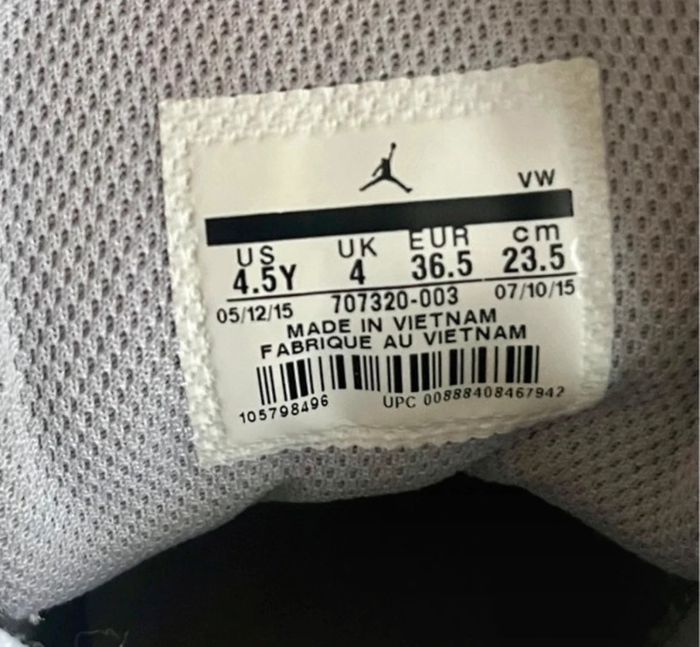 VW
US UK EUR cm
4.5Y 4 36.5 23.5
05/12/15 707320-003 07/10/15
MADE IN VIETNAM
FABRIQUE AU VIETNAM
105798496 UPC 00888408467942